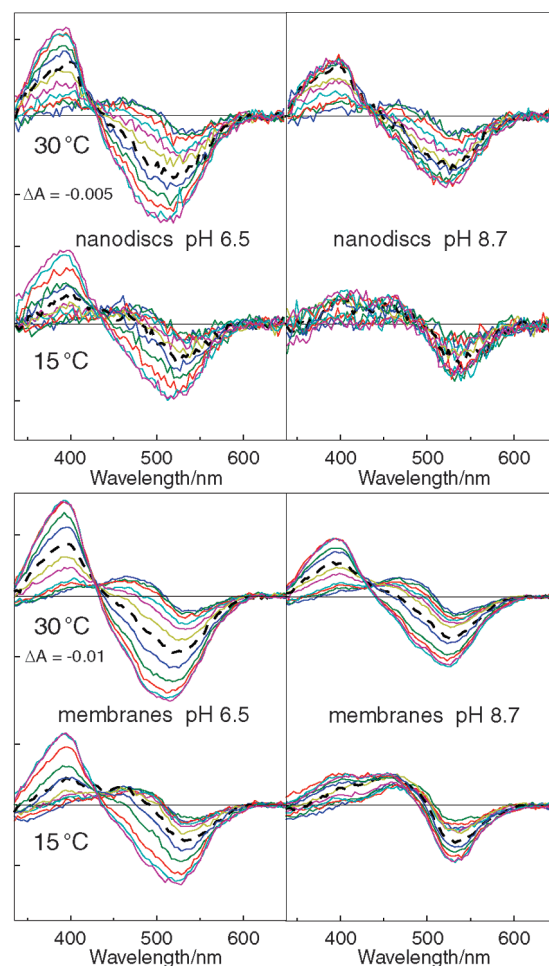 30 °C
ΔA = -0.005
nanodiscs pH 6.5
nanodiscs pH 8.7
15 °C
400 500 600 400 500 600
Wavelength/nm Wavelength/nm
30 °C
ΔA = -0.01
membranes pH 6.5
membranes pH 8.7
15 °C
400 500 600 400 500 600
Wavelength/nm Wavelength/nm